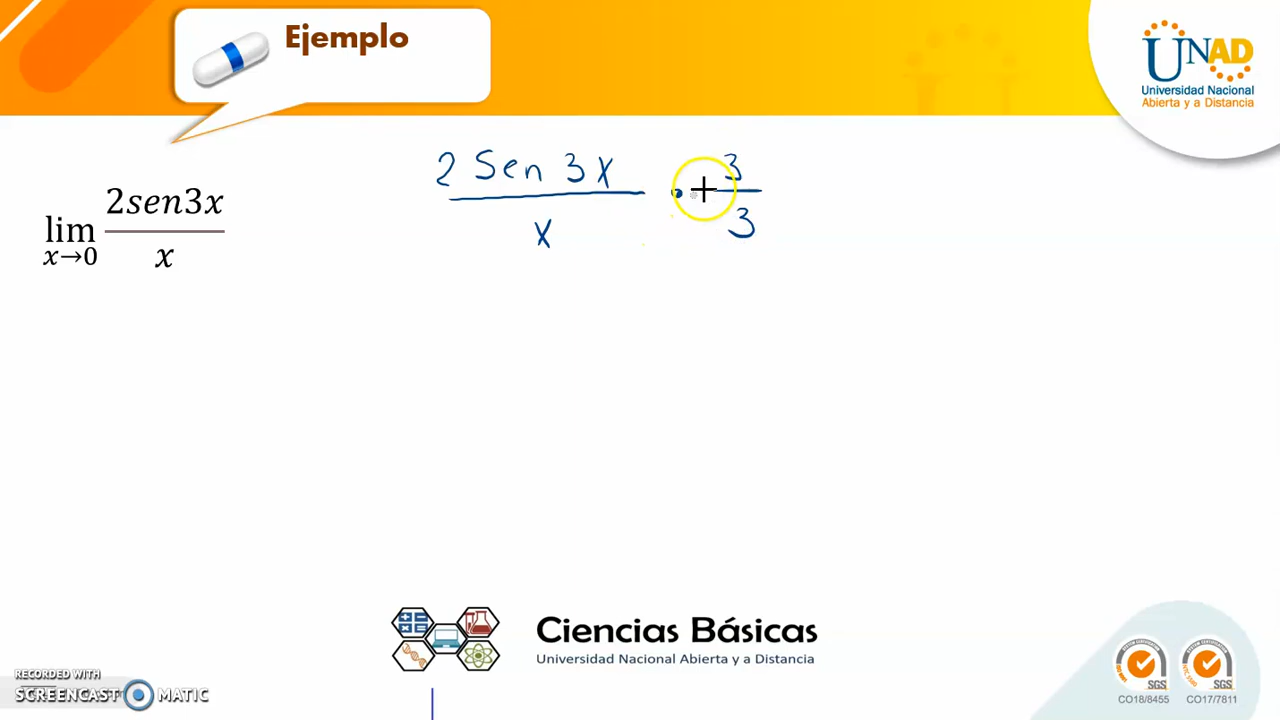 Ejemplo
UNAD
Universidad Nacional
Abierta y a Distancia
2 Sen 3x / x · 3 / 3
lim x→0 2sen3x / x
Ciencias Básicas
Universidad Nacional Abierta y a Distancia
RECORDED WITH
SCREENCAST MATIC
SGS SGS
CO18/8455 CO17/7811